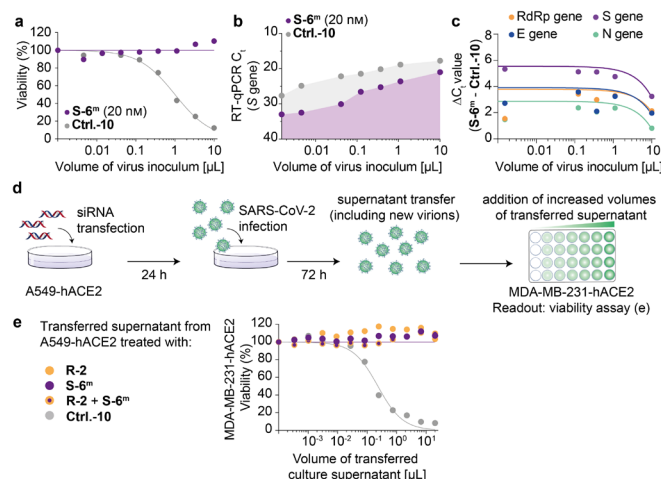 a
Viability (%)
120
100
80
60
40
20
0
S-6ᵐ (20 nM)
Ctrl.-10
0.01 0.1 1 10
Volume of virus inoculum [µL]
b
S-6ᵐ (20 nM)
Ctrl.-10
RT-qPCR Cₜ
(S gene)
10
20
30
40
0.01 0.1 1 10
Volume of virus inoculum [µL]
c
RdRp gene
S gene
E gene
N gene
ΔCₜ value
(S-6ᵐ - Ctrl.-10)
8
6
4
2
0
0.01 0.1 1 10
Volume of virus inoculum [µL]
d
siRNA
transfection
A549-hACE2
24 h
SARS-CoV-2
infection
72 h
supernatant transfer
(including new virions)
addition of increased volumes
of transferred supernatant
MDA-MB-231-hACE2
Readout: viability assay (e)
e
Transferred supernatant from
A549-hACE2 treated with:
R-2
S-6ᵐ
R-2 + S-6ᵐ
Ctrl.-10
MDA-MB-231-hACE2
Viability (%)
120
100
80
60
40
20
0
10⁻³ 10⁻² 10⁻¹ 10⁰ 10¹
Volume of transferred
culture supernatant [µL]